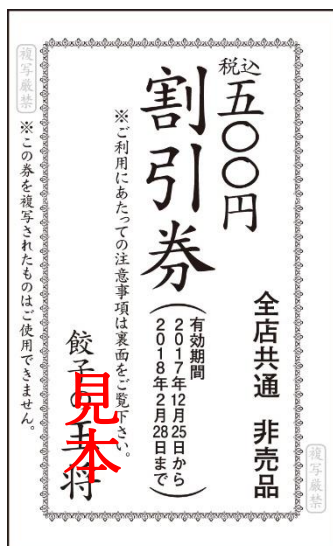 複写厳禁
全店共通 非売品
税込
五〇〇円
割引券
(有効期間
2017年12月25日から
2018年2月28日まで)
※ご利用にあたっての注意事項は裏面をご覧下さい。
餃子の王将
見本
※この券を複写されたものはご使用できません。
複写厳禁